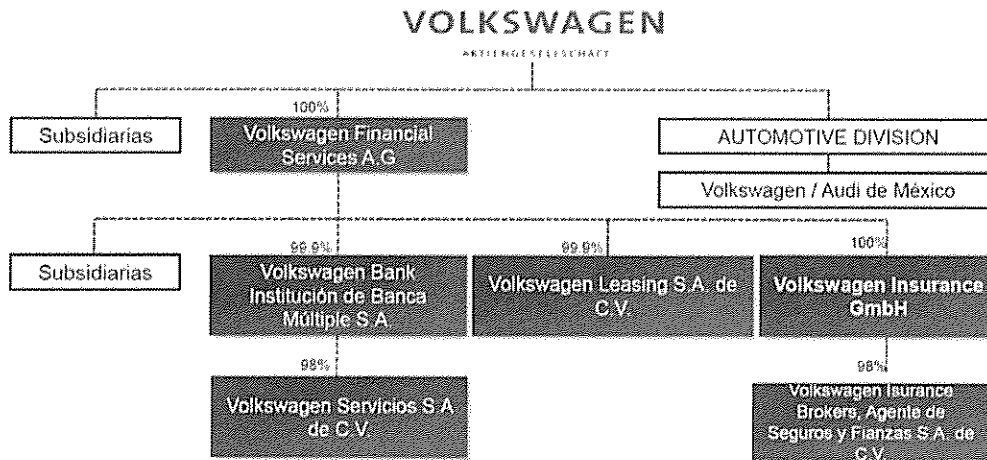 VOLKSWAGEN
AKTIENGESELLSCHAFT
100%
Subsidiarias
Volkswagen Financial
Services A.G
AUTOMOTIVE DIVISION
Volkswagen / Audi de México
Subsidiarias
99.9%
Volkswagen Bank
Institución de Banca
Múltiple S.A.
99.9%
Volkswagen Leasing S.A. de
C.V.
100%
Volkswagen Insurance
GmbH
98%
Volkswagen Servicios S.A
de C.V.
98%
Volkswagen Isurance
Brokers, Agente de
Seguros y Fianzas S.A. de
C.V.